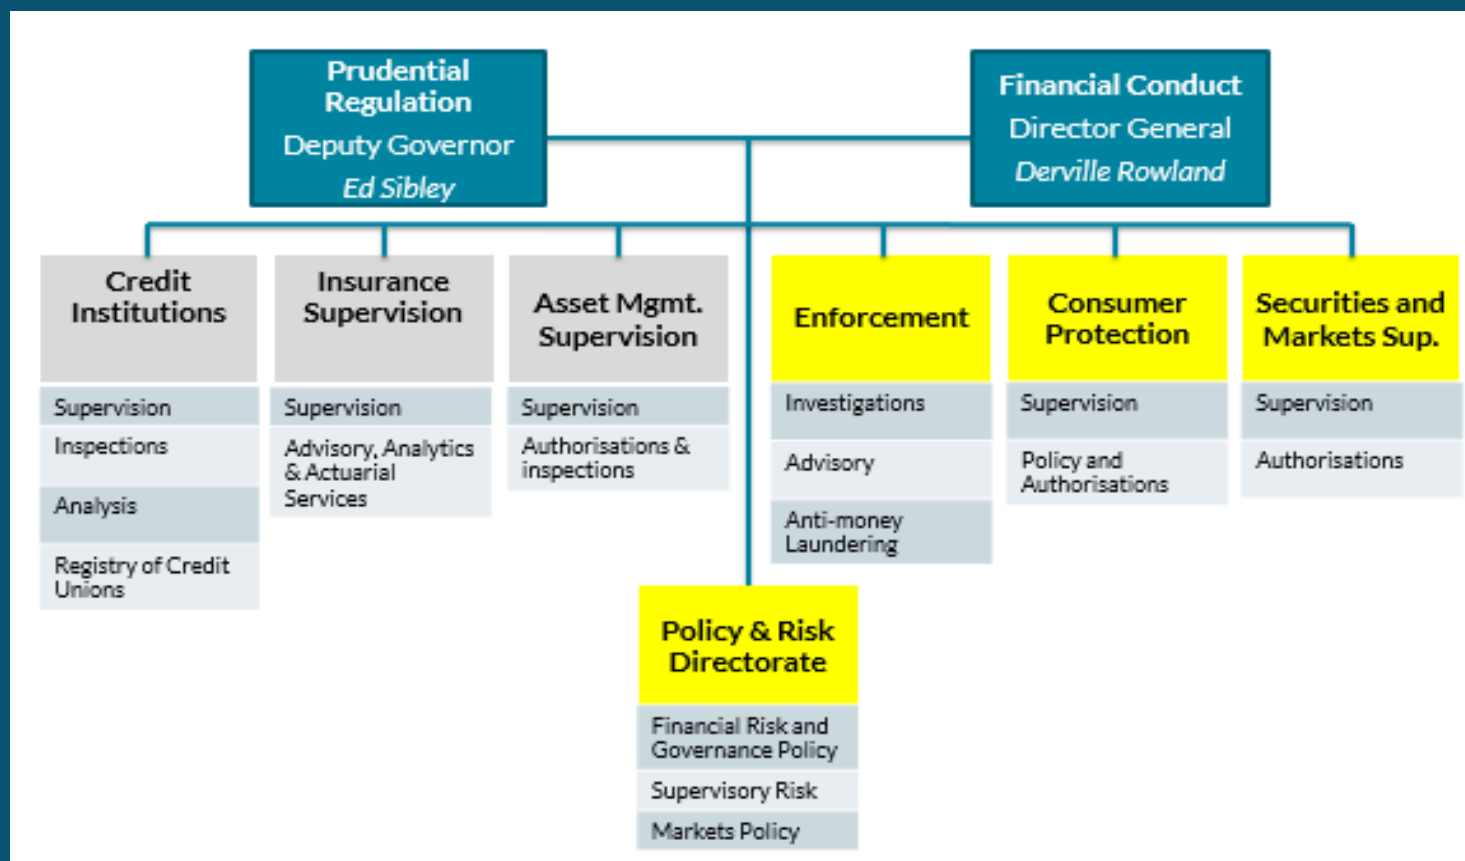 Prudential
Regulation
Deputy Governor
Ed Sibley
Financial Conduct
Director General
Derville Rowland
Credit
Institutions
Supervision
Inspections
Analysis
Registry of Credit
Unions
Insurance
Supervision
Supervision
Advisory, Analytics
& Actuarial
Services
Asset Mgmt.
Supervision
Supervision
Authorisations &
inspections
Enforcement
Investigations
Advisory
Anti-money
Laundering
Consumer
Protection
Supervision
Policy and
Authorisations
Securities and
Markets Sup.
Supervision
Authorisations
Policy & Risk
Directorate
Financial Risk and
Governance Policy
Supervisory Risk
Markets Policy